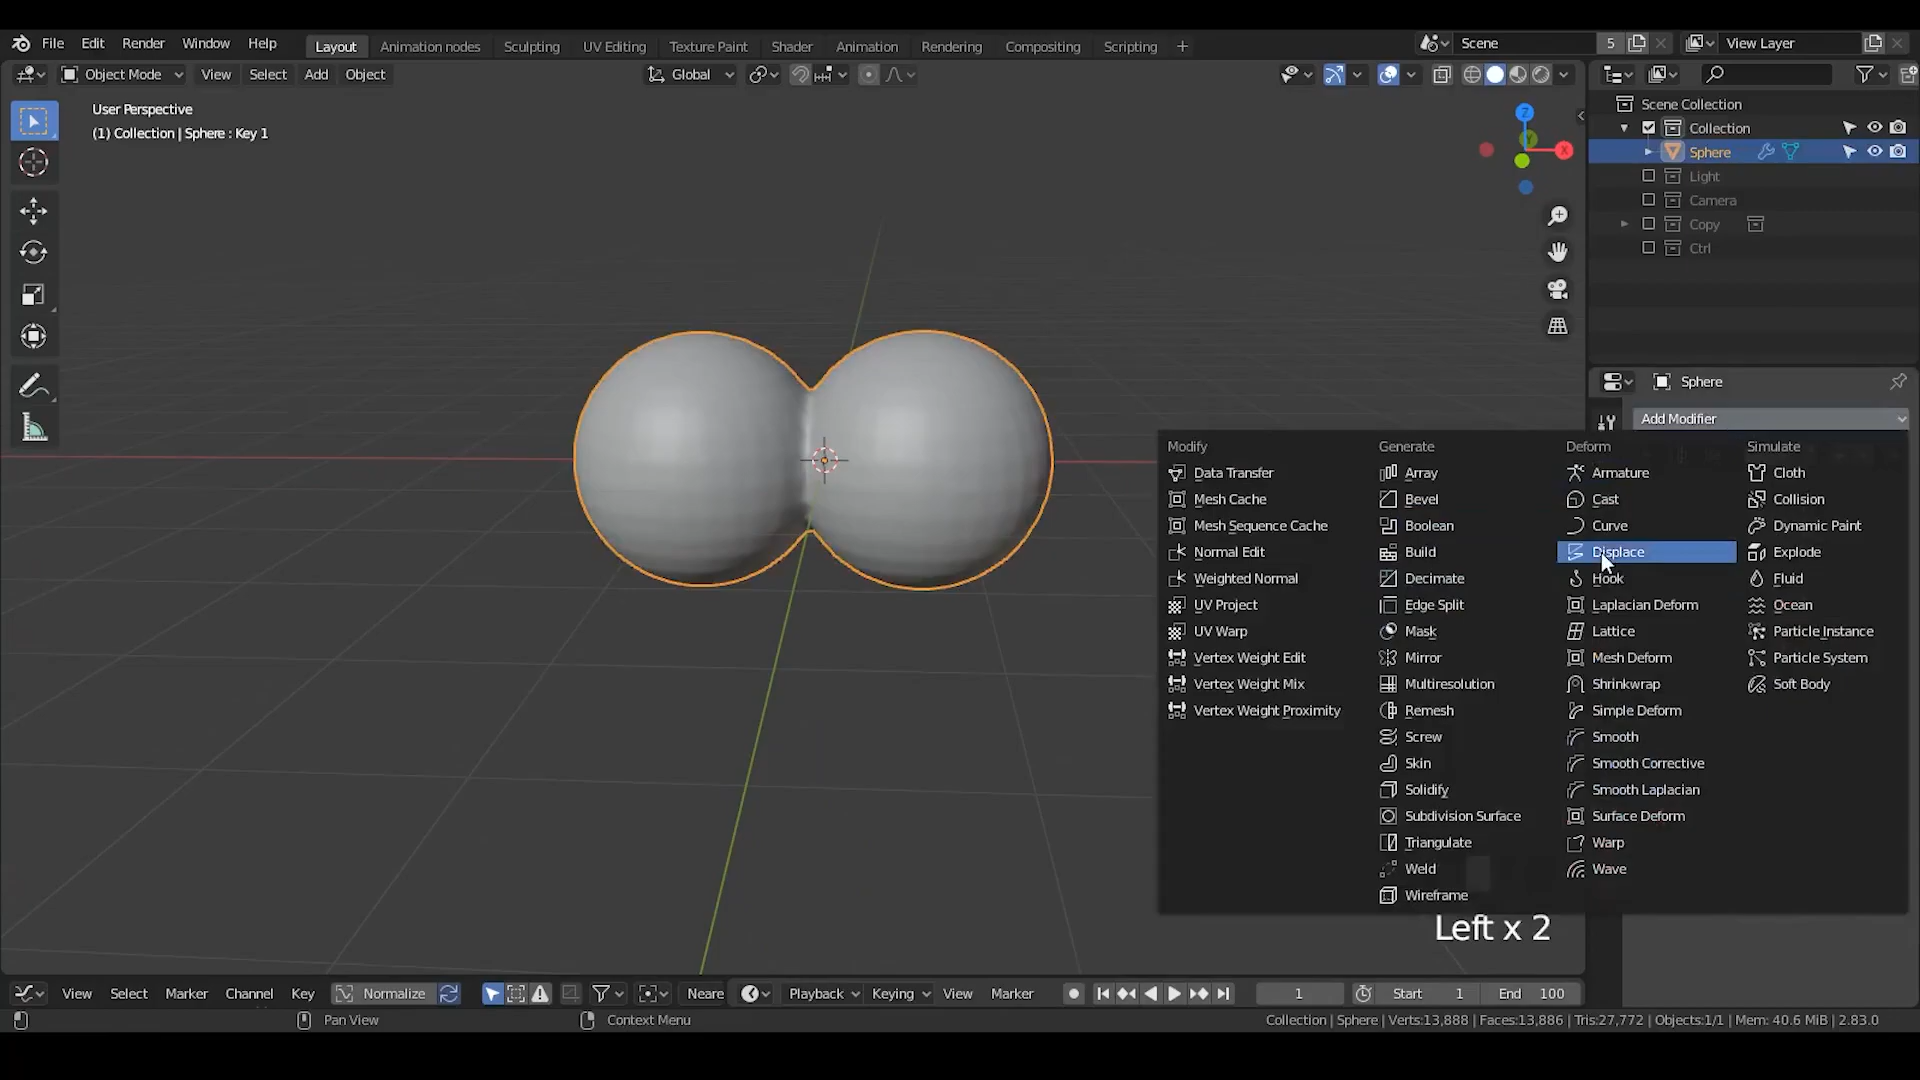 File Edit Render Window Help Layout Animation nodes Sculpting UV Editing Texture Paint Shader Animation Rendering Compositing Scripting + Scene 5 View Layer
Object Mode View Select Add Object Global
User Perspective
(1) Collection | Sphere : Key 1
Z
Y
X
Scene Collection
Collection
Sphere
Light
Camera
Copy
Ctrl
Sphere
Add Modifier
Modify
Data Transfer
Mesh Cache
Mesh Sequence Cache
Normal Edit
Weighted Normal
UV Project
UV Warp
Vertex Weight Edit
Vertex Weight Mix
Vertex Weight Proximity
Generate
Array
Bevel
Boolean
Build
Decimate
Edge Split
Mask
Mirror
Multiresolution
Remesh
Screw
Skin
Solidify
Subdivision Surface
Triangulate
Weld
Wireframe
Deform
Armature
Cast
Curve
Displace
Hook
Laplacian Deform
Lattice
Mesh Deform
Shrinkwrap
Simple Deform
Smooth
Smooth Corrective
Smooth Laplacian
Surface Deform
Warp
Wave
Simulate
Cloth
Collision
Dynamic Paint
Explode
Fluid
Ocean
Particle Instance
Particle System
Soft Body
Left x 2
View Select Marker Channel Key Normalize Neare Playback Keying View Marker 1 Start 1 End 100
Pan View Context Menu Collection | Sphere | Verts:13,888 | Faces:13,886 | Tris:27,772 | Objects:1/1 | Mem: 40.6 MiB | 2.83.0